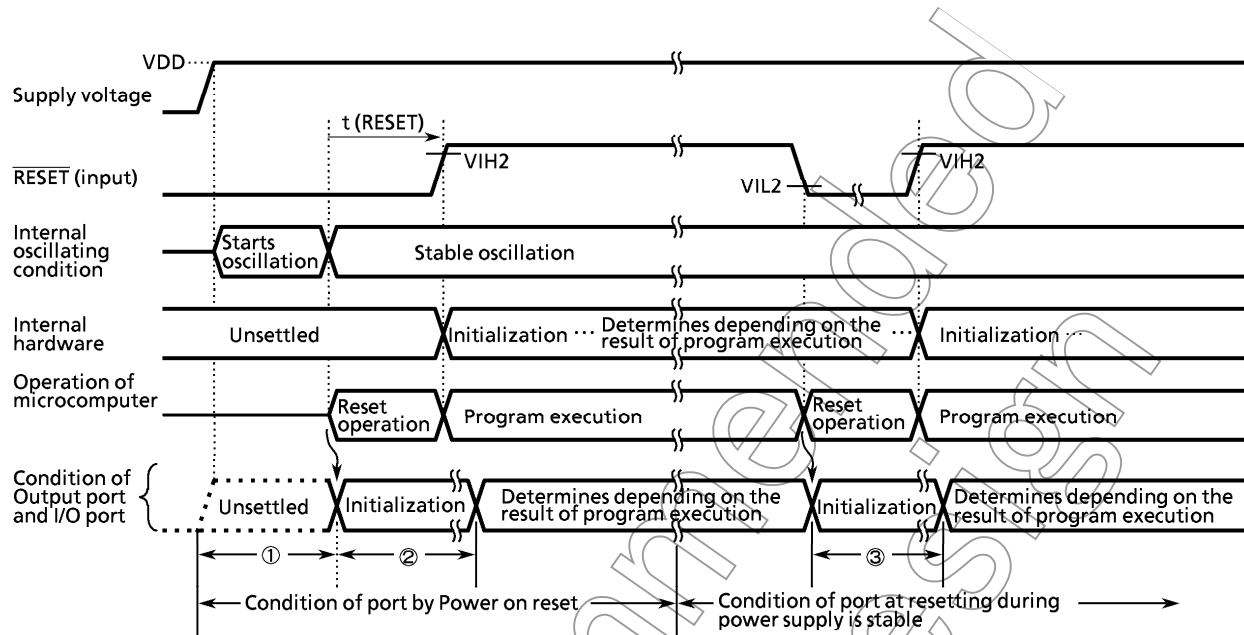 VDD
Supply voltage
t (RESET)
VIH2
RESET (input)
VIL2
VIH2
Internal
oscillating
condition
Starts
oscillation
Stable oscillation
Internal
hardware
Unsettled
Initialization ···
Determines depending on the
result of program execution
···
Initialization ···
Operation of
microcomputer
Reset
operation
Program execution
Reset
operation
Program execution
Condition of
Output port
and I/O port
Unsettled
Initialization
Determines depending on the
result of program execution
Initialization
Determines depending on the
result of program execution
①
②
③
Condition of port by Power on reset
Condition of port at resetting during
power supply is stable